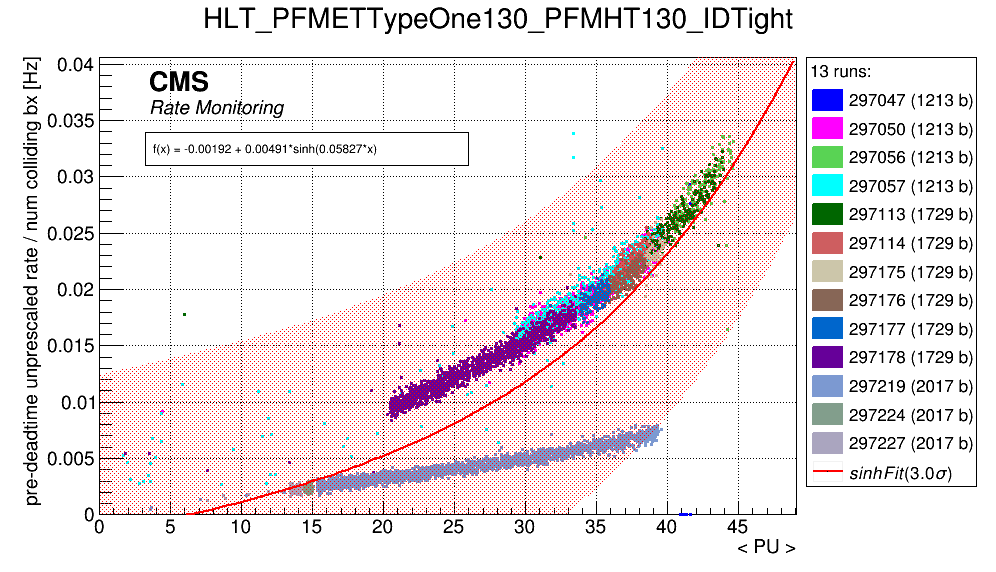 HLT_PFMETTypeOne130_PFMHT130_IDTight
pre-deadtime unprescaled rate / num colliding bx [Hz]
0.04
0.035
0.03
0.025
0.02
0.015
0.01
0.005
0
CMS
Rate Monitoring
f(x) = -0.00192 + 0.00491*sinh(0.05827*x)
0 5 10 15 20 25 30 35 40 45
< PU >
13 runs:
297047 (1213 b)
297050 (1213 b)
297056 (1213 b)
297057 (1213 b)
297113 (1729 b)
297114 (1729 b)
297175 (1729 b)
297176 (1729 b)
297177 (1729 b)
297178 (1729 b)
297219 (2017 b)
297224 (2017 b)
297227 (2017 b)
sinhFit(3.0σ)